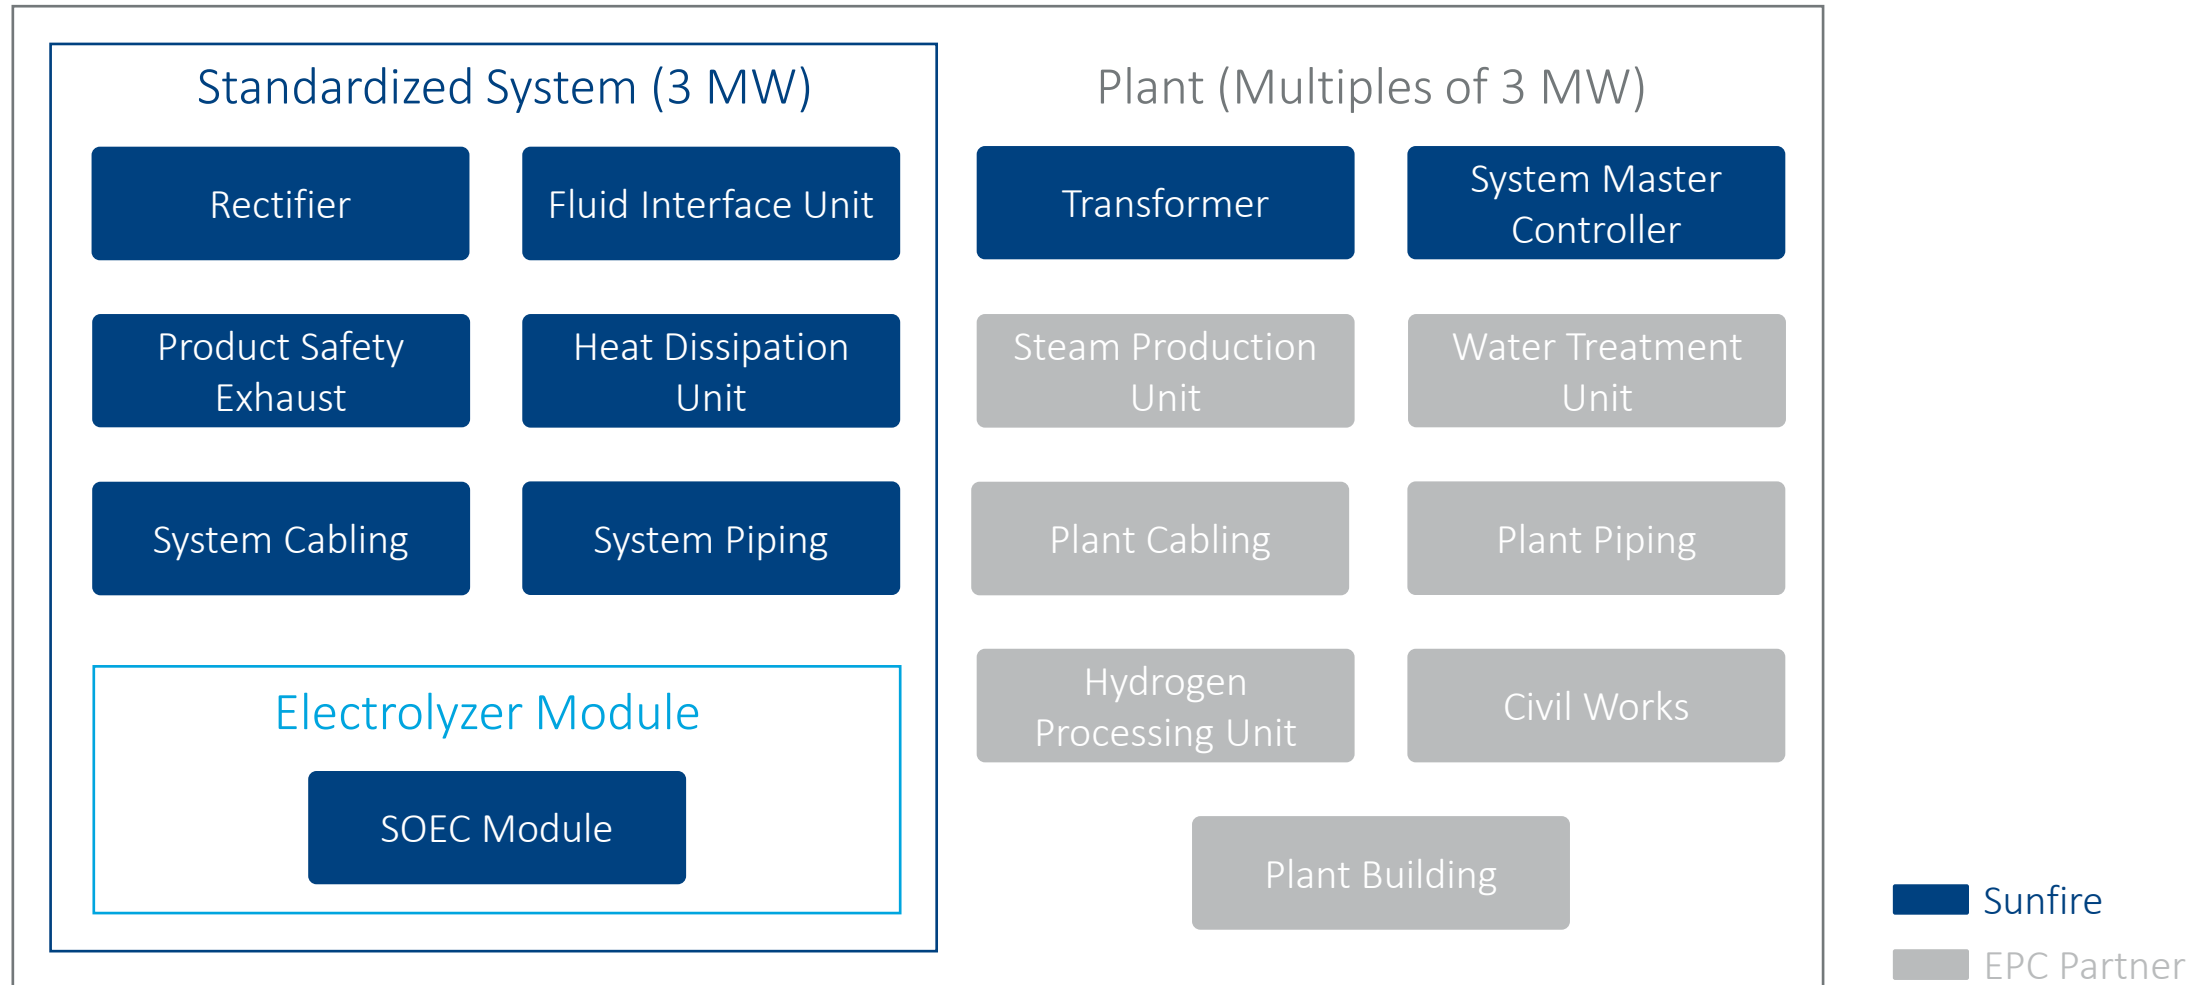 Standardized System (3 MW)
Rectifier
Fluid Interface Unit
Product Safety
Exhaust
Heat Dissipation
Unit
System Cabling
System Piping
Electrolyzer Module
SOEC Module
Plant (Multiples of 3 MW)
Transformer
System Master
Controller
Steam Production
Unit
Water Treatment
Unit
Plant Cabling
Plant Piping
Hydrogen
Processing Unit
Civil Works
Plant Building
Sunfire
EPC Partner